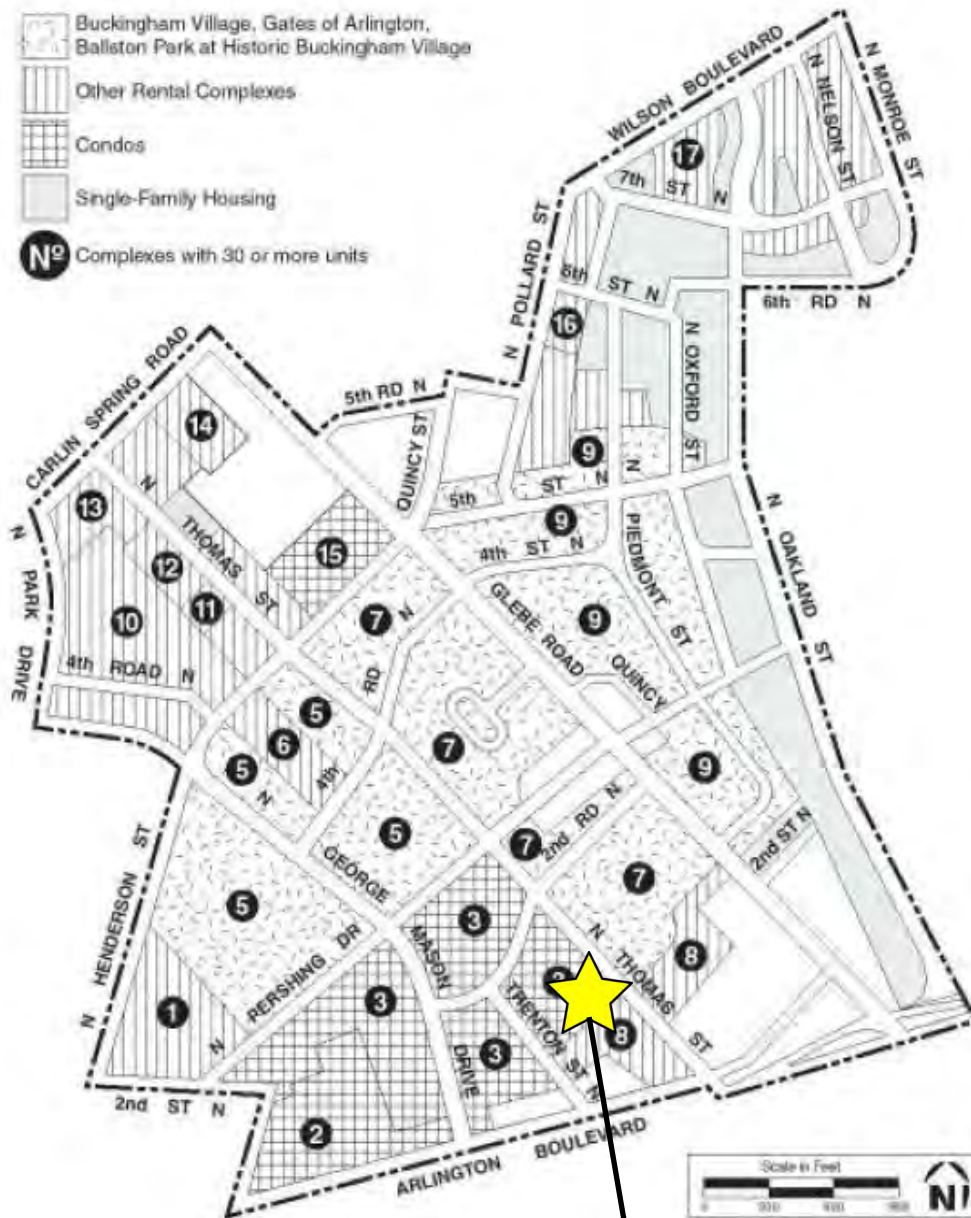 Buckingham Village, Gates of Arlington,
Ballston Park at Historic Buckingham Village
Other Rental Complexes
Condos
Single-Family Housing
Nº
Complexes with 30 or more units
WILSON BOULEVARD
N MONROE ST
N NELSON ST
17
7th ST N
N POLLARD ST
6th RD N
ST N
16
N OXFORD ST
CARLIN SPRING ROAD
5th RD N
QUINCY ST
14
9
5th ST N
N PIEDMONT ST
N OAKLAND ST
13
N THOMAS ST
15
9
4th ST N
12
11
7
GLEBE ROAD
9
N QUINCY
N PARK DRIVE
10
4th ROAD N
4th RD N
5
6
7
5
9
N GEORGE MASON DRIVE
5
7
2nd RD N
2nd ST N
7
N HENDERSON ST
5
3
N THOMAS ST
8
N PERSHING DR
3
1
TRENTON ST N
8
3
2nd ST N
2
ARLINGTON BOULEVARD
Scale in Feet
0
N